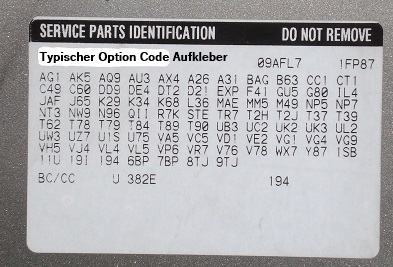 SERVICE PARTS IDENTIFICATION DO NOT REMOVE
Typischer Option Code Aufkleber
09AFL7 1FP87
AG1 AK5 AQ9 AU3 AX4 A26 A31 BAG B63 CC1 CT1
C49 C60 DD9 DE4 DT2 D21 EXP F41 GU5 G80 IL4
JAF J65 K29 K34 K68 L36 MAE MM5 M49 NP5 NP7
NT3 NW9 N96 QII R7K STE TR7 T2H T2J T37 T39
T62 T78 T79 T84 T89 T90 UB3 UC2 UK2 UK3 UL2
UW3 UZ7 U1S U75 VA5 VC5 VD1 VE2 VG1 VG4 VG9
VH5 VJ4 VL4 VL5 VP6 VR7 V76 V78 WX7 Y87 1SB
11U 19I 194 6BP 7BP 8TJ 9TJ
BC/CC U 382E 194